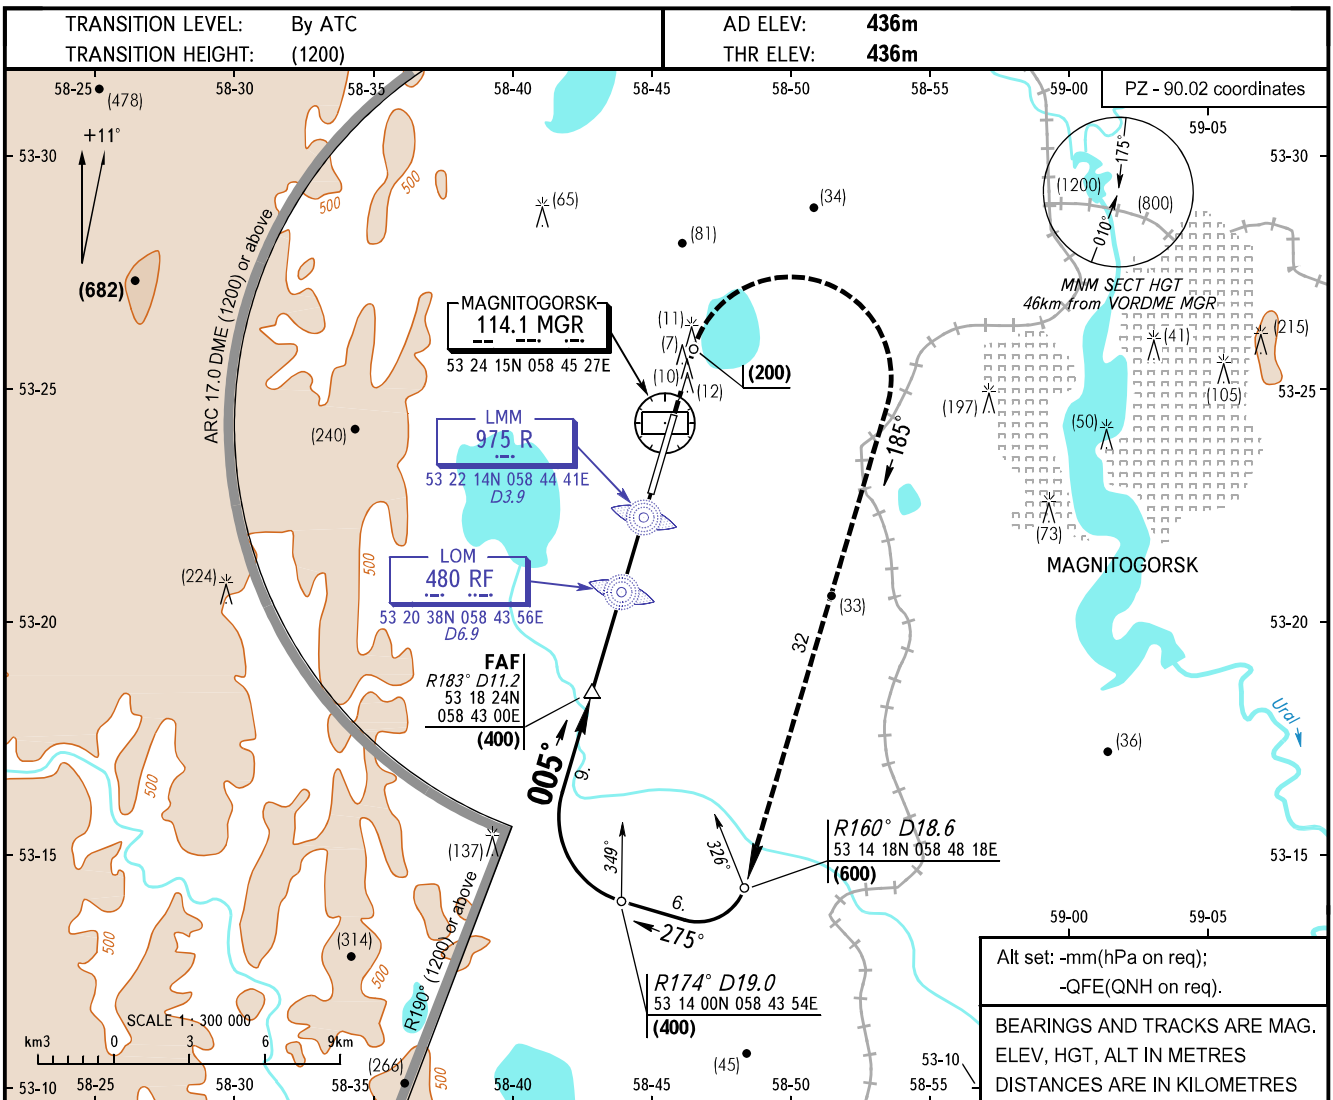 TRANSITION LEVEL: By ATC
TRANSITION HEIGHT: (1200)
AD ELEV: 436m
THR ELEV: 436m
58-25
58-30
58-35
58-40
58-45
58-50
58-55
59-00
PZ - 90.02 coordinates
59-05
(478)
+11°
53-30
53-30
500
500
(65)
(34)
(81)
175°
(1200)
(800)
010°
MNM SECT HGT
46km from VORDME MGR
(682)
ARC 17.0 DME (1200) or above
MAGNITOGORSK
114.1 MGR
53 24 15N 058 45 27E
(11)
(7)
(10)
(12)
(200)
(41)
(215)
(105)
(197)
(50)
(73)
53-25
53-25
(240)
LMM
975 R
53 22 14N 058 44 41E
D3.9
185°
MAGNITOGORSK
500
(224)
LOM
480 RF
53 20 38N 058 43 56E
D6.9
(33)
32
53-20
53-20
FAF
R183° D11.2
53 18 24N
058 43 00E
(400)
005°
9.
Ural
(36)
500
(137)
349°
326°
R160° D18.6
53 14 18N 058 48 18E
(600)
53-15
53-15
6.
275°
R190° (1200) or above
59-00
59-05
500
(314)
500
R174° D19.0
53 14 00N 058 43 54E
(400)
Alt set: -mm(hPa on req);
-QFE(QNH on req).
SCALE 1 : 300 000
km3 0 3 6 9km
(266)
500
(45)
BEARINGS AND TRACKS ARE MAG.
ELEV, HGT, ALT IN METRES
DISTANCES ARE IN KILOMETRES
53-10
53-10
58-25
58-30
58-35
58-40
58-45
58-50
58-55